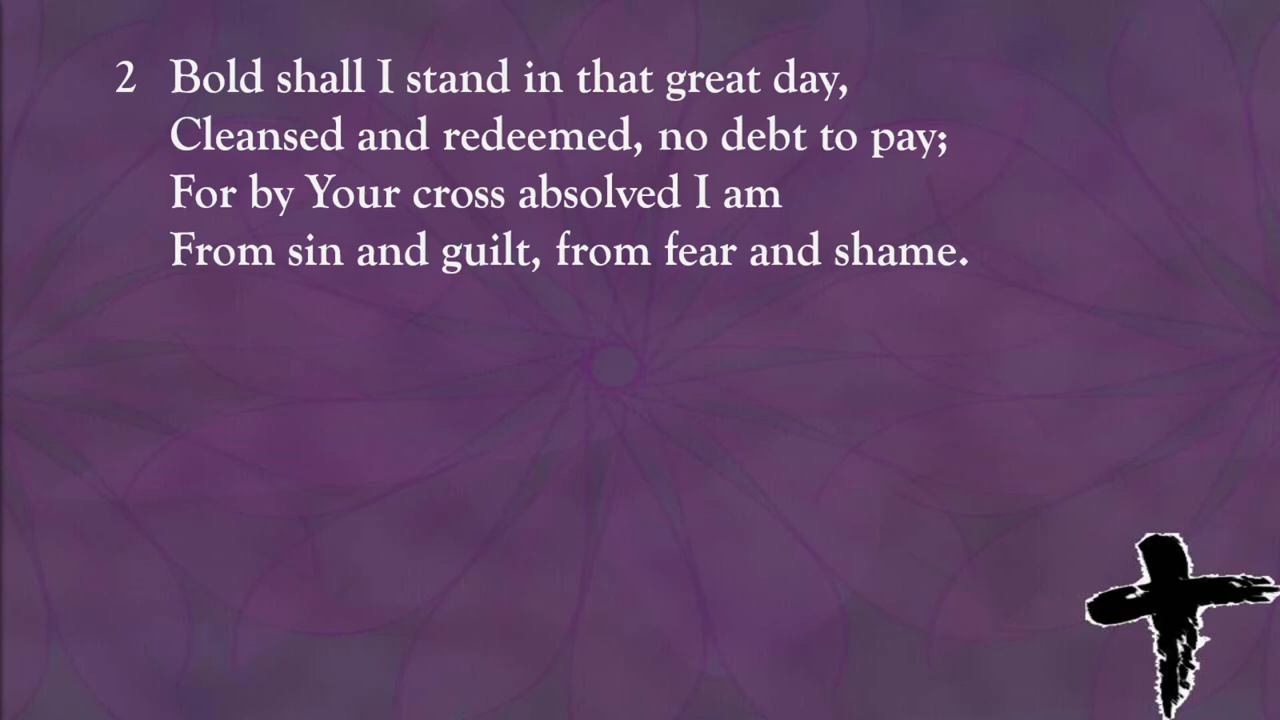 2 Bold shall I stand in that great day,
Cleansed and redeemed, no debt to pay;
For by Your cross absolved I am
From sin and guilt, from fear and shame.